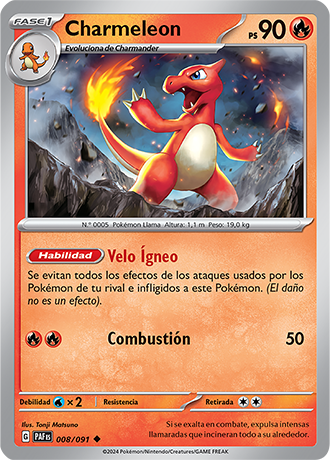 FASE 1
Charmeleon
PS 90
Evoluciona de Charmander
N.º 0005 Pokémon Llama Altura: 1,1 m Peso: 19,0 kg
Habilidad Velo Ígneo
Se evitan todos los efectos de los ataques usados por los
Pokémon de tu rival e infligidos a este Pokémon. (El daño
no es un efecto).
Combustión 50
Debilidad ×2 Resistencia Retirada
Ilus. Tanji Matsuno
G PAF ES 008/091
Si se exalta en combate, expulsa intensas
llamaradas que incineran todo a su alrededor.
©2024 Pokémon/Nintendo/Creatures/GAME FREAK